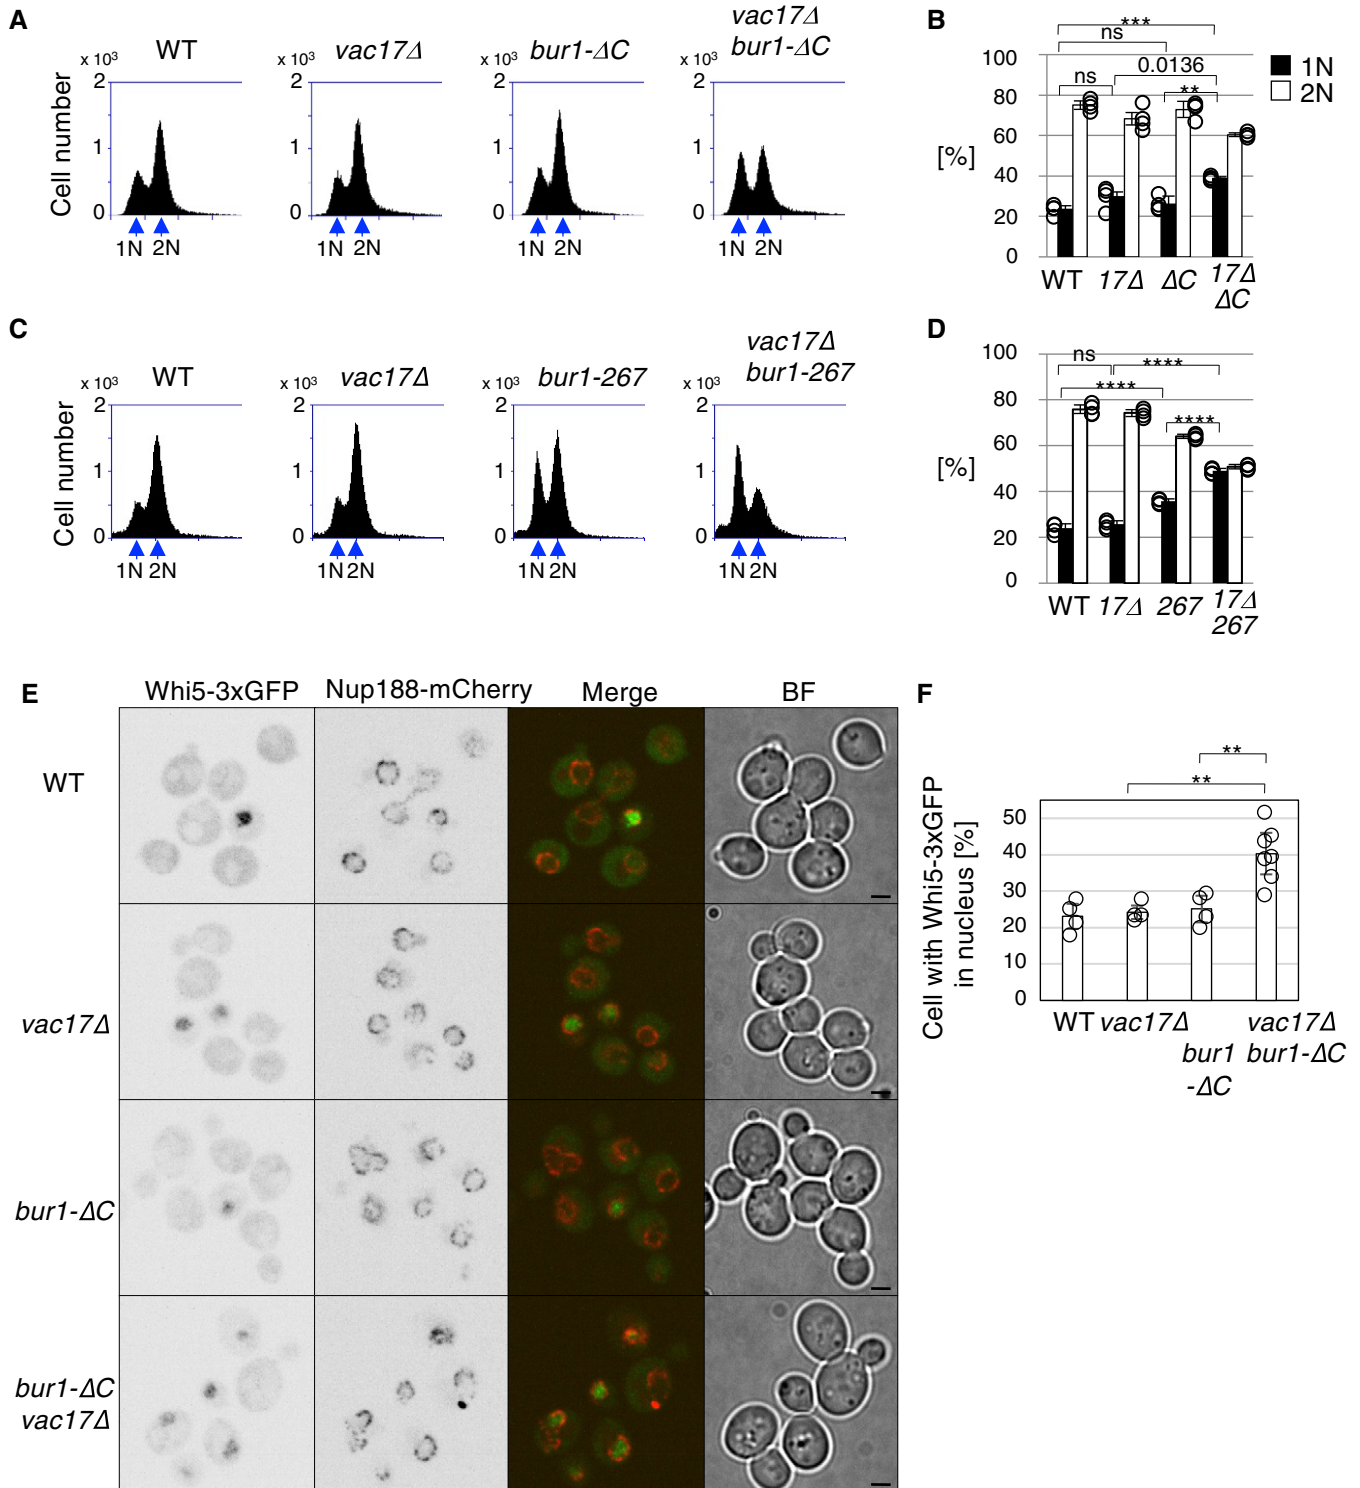 A
WT
vac17Δ
bur1-ΔC
vac17Δ
bur1-ΔC
x 10³
x 10³
x 10³
x 10³
Cell number
2
1
0
2
1
0
2
1
0
2
1
0
1N 2N
1N 2N
1N 2N
1N 2N
B
***
ns
0.0136
ns
**
100
80
60
40
20
0
[%]
1N
2N
WT
17Δ
ΔC
17Δ
ΔC
C
WT
vac17Δ
bur1-267
vac17Δ
bur1-267
x 10³
x 10³
x 10³
x 10³
Cell number
2
1
0
2
1
0
2
1
0
2
1
0
1N 2N
1N 2N
1N 2N
1N 2N
D
ns
****
****
****
100
80
60
40
20
0
[%]
WT
17Δ
267
17Δ
267
E
Whi5-3xGFP
Nup188-mCherry
Merge
BF
WT
vac17Δ
bur1-ΔC
bur1-ΔC
vac17Δ
F
**
**
Cell with Whi5-3xGFP
in nucleus [%]
50
40
30
20
10
0
WT
vac17Δ
bur1
-ΔC
vac17Δ
bur1-ΔC